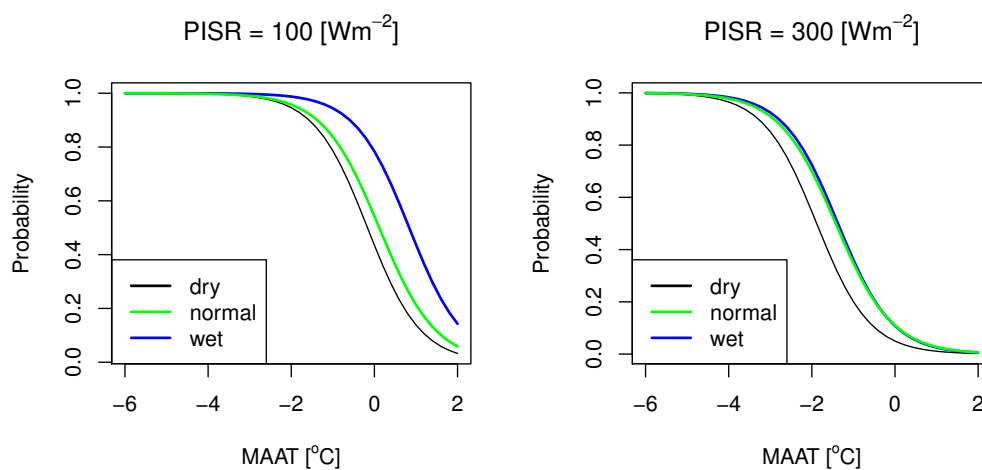 PISR = 100 [Wm⁻²]
Probability
1.0
0.8
0.6
0.4
0.2
0.0
dry
normal
wet
−6 −4 −2 0 2
MAAT [°C]
PISR = 300 [Wm⁻²]
Probability
1.0
0.8
0.6
0.4
0.2
0.0
dry
normal
wet
−6 −4 −2 0 2
MAAT [°C]